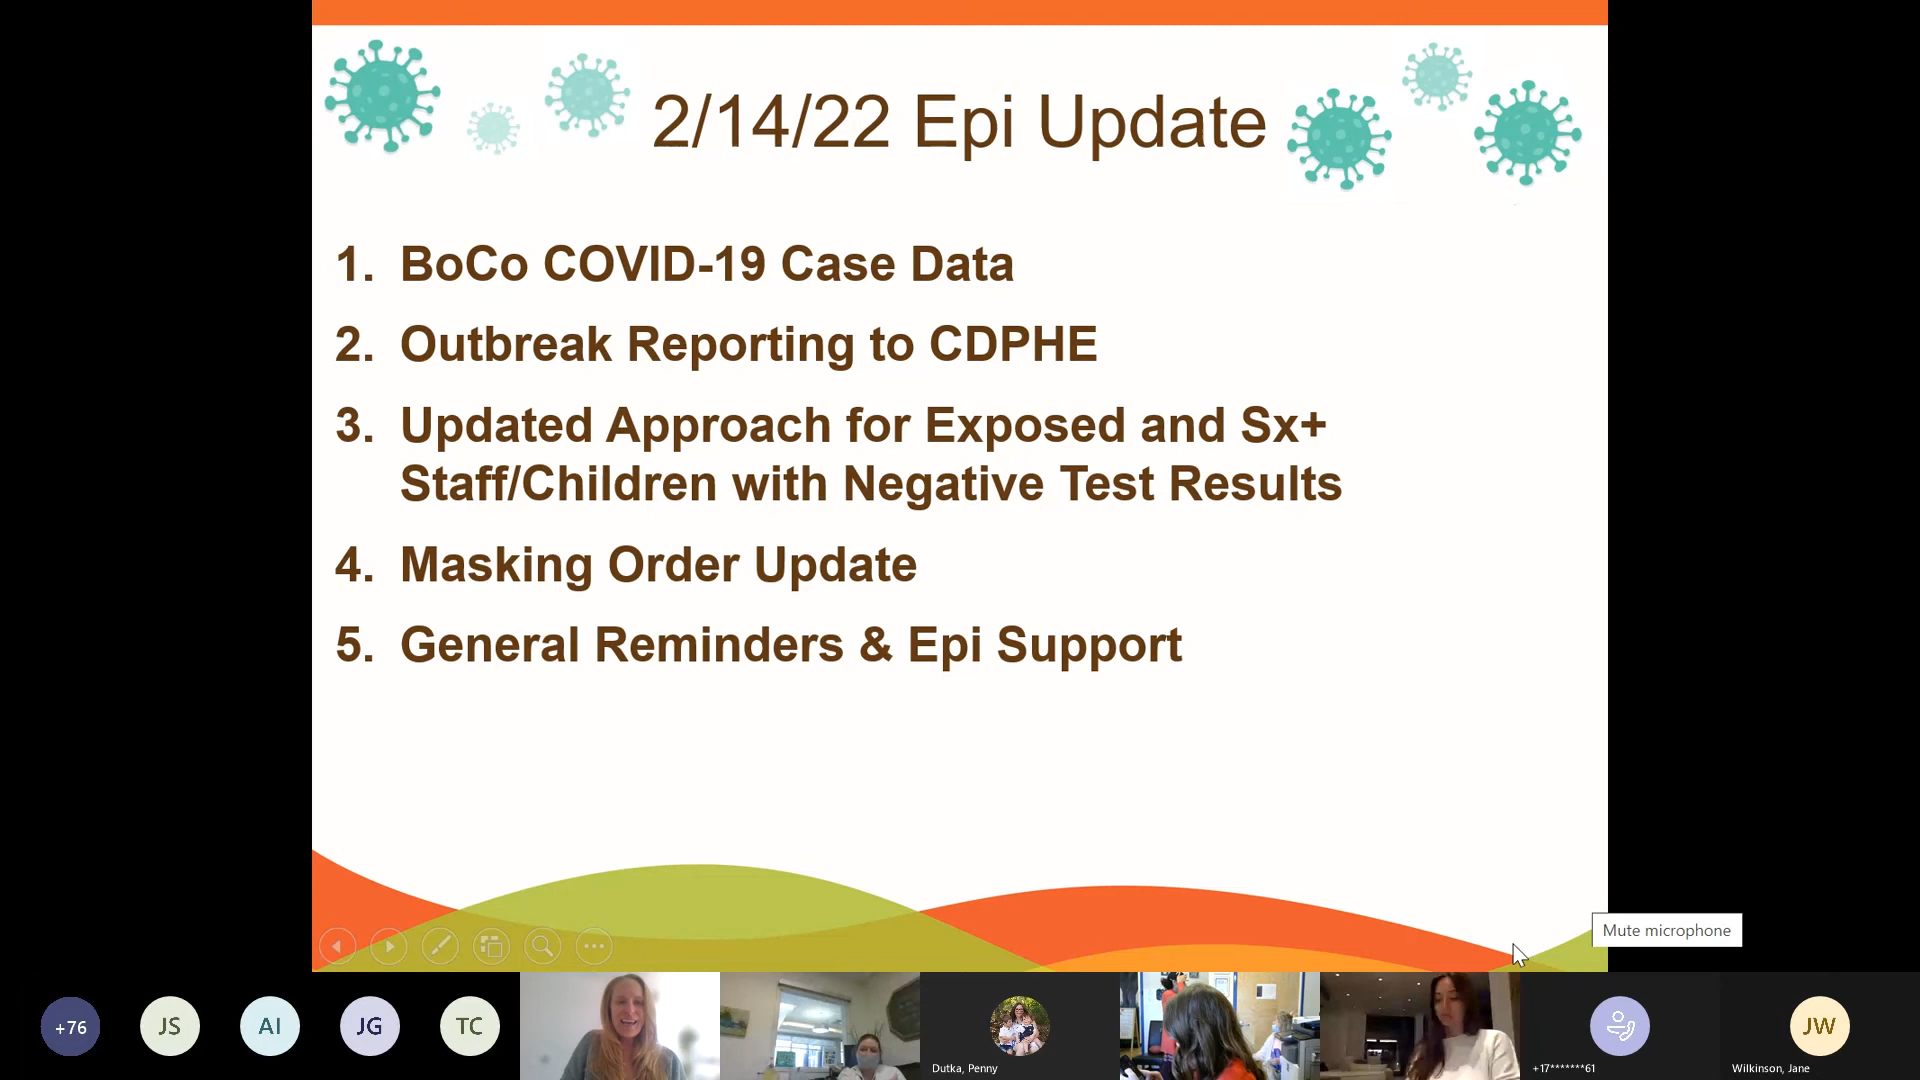 2/14/22 Epi Update
1. BoCo COVID-19 Case Data
2. Outbreak Reporting to CDPHE
3. Updated Approach for Exposed and Sx+
Staff/Children with Negative Test Results
4. Masking Order Update
5. General Reminders & Epi Support
Mute microphone
+76
JS
AI
JG
TC
JW
Dutka, Penny
+17*******61
Wilkinson, Jane